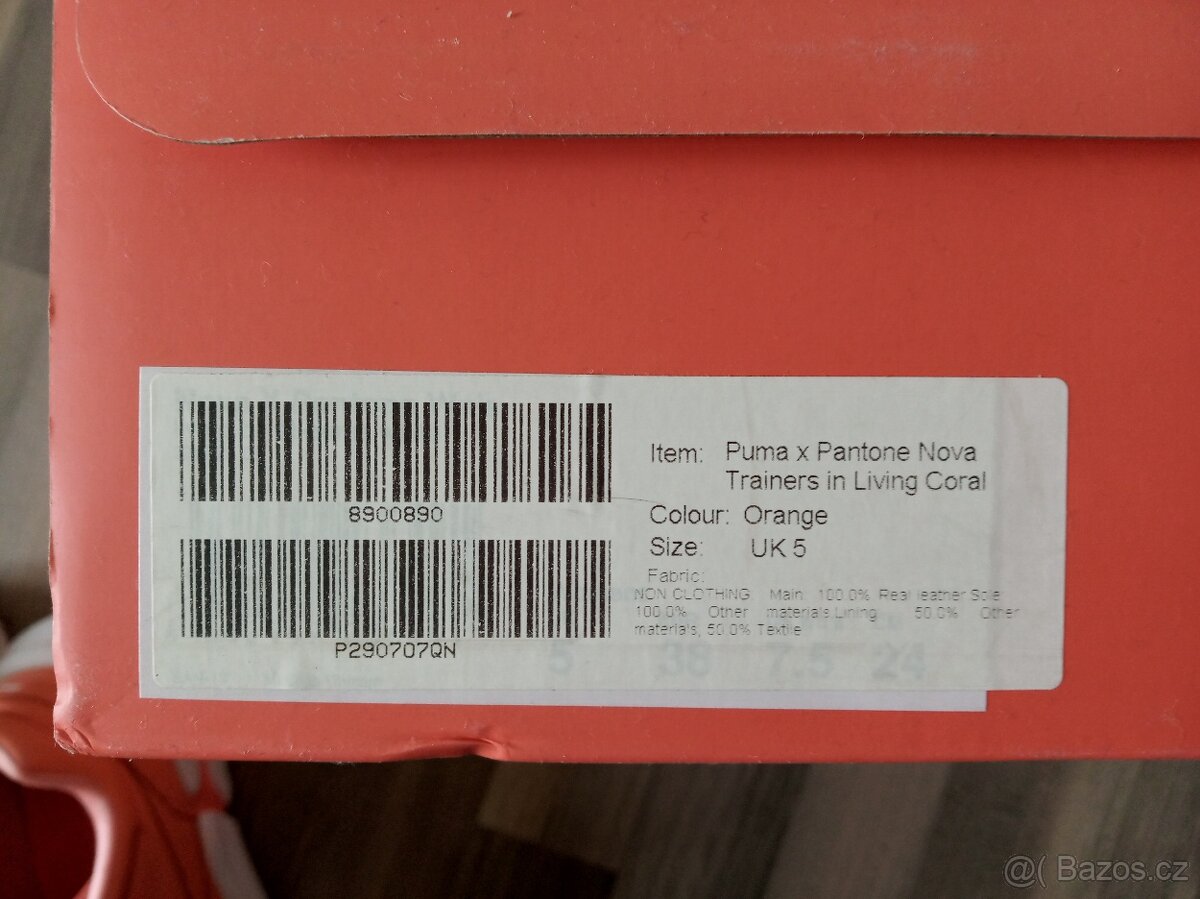 8900890
P290707QN
Item: Puma x Pantone Nova
Trainers in Living Coral
Colour: Orange
Size: UK 5
Fabric:
NON CLOTHING Main 100.0% Real leather Sole
100.0% Other materials Lining 50.0% Other
materials, 50.0% Textile
5 38 7.5 24
@( Bazos.cz